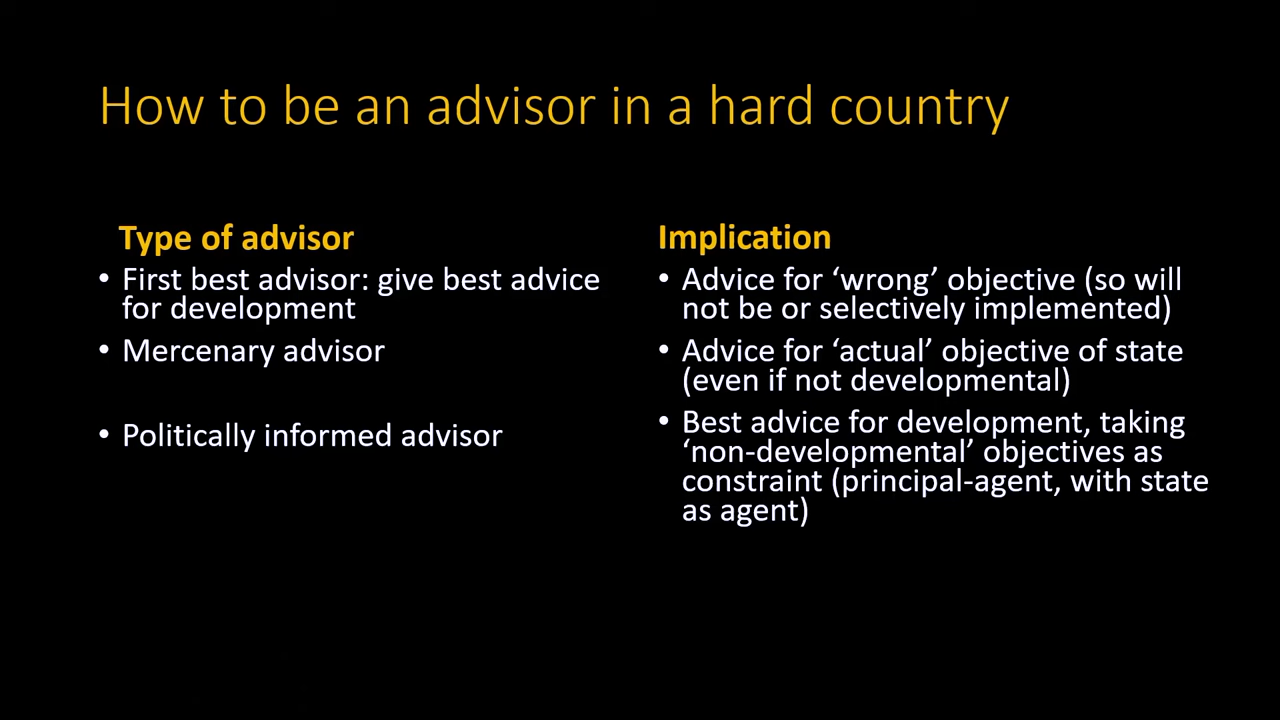 How to be an advisor in a hard country
Type of advisor
• First best advisor: give best advice
for development
• Mercenary advisor
• Politically informed advisor
Implication
• Advice for ‘wrong’ objective (so will
not be or selectively implemented)
• Advice for ‘actual’ objective of state
(even if not developmental)
• Best advice for development, taking
‘non-developmental’ objectives as
constraint (principal-agent, with state
as agent)